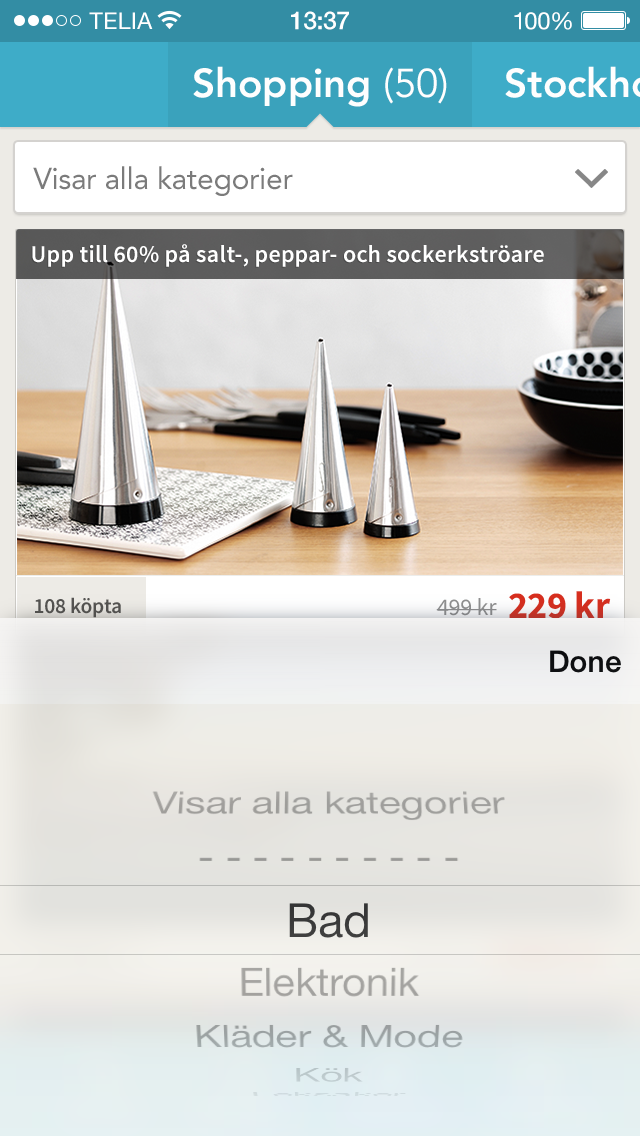 TELIA 13:37 100%
Shopping (50) Stockho
Visar alla kategorier
Upp till 60% på salt-, peppar- och sockerkströare
108 köpta 499 kr 229 kr
Done
Visar alla kategorier
- - - - - - - - - -
Bad
Elektronik
Kläder & Mode
Kök